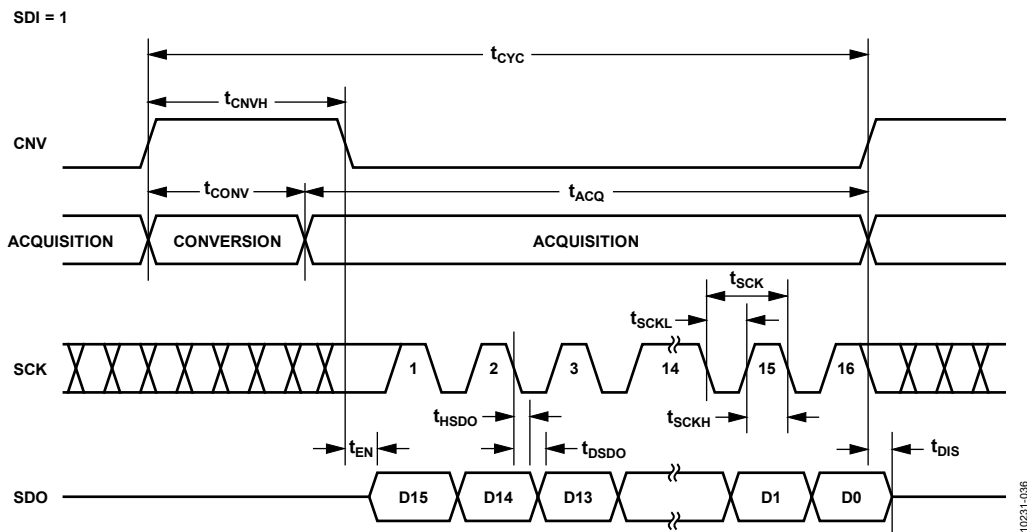 SDI = 1
tCYC
tCNVH
CNV
tCONV
tACQ
ACQUISITION
CONVERSION
ACQUISITION
tSCK
tSCKL
SCK
1
2
3
14
15
16
tHSDO
tSCKH
tEN
tDSDO
tDIS
SDO
D15
D14
D13
D1
D0
10231-036